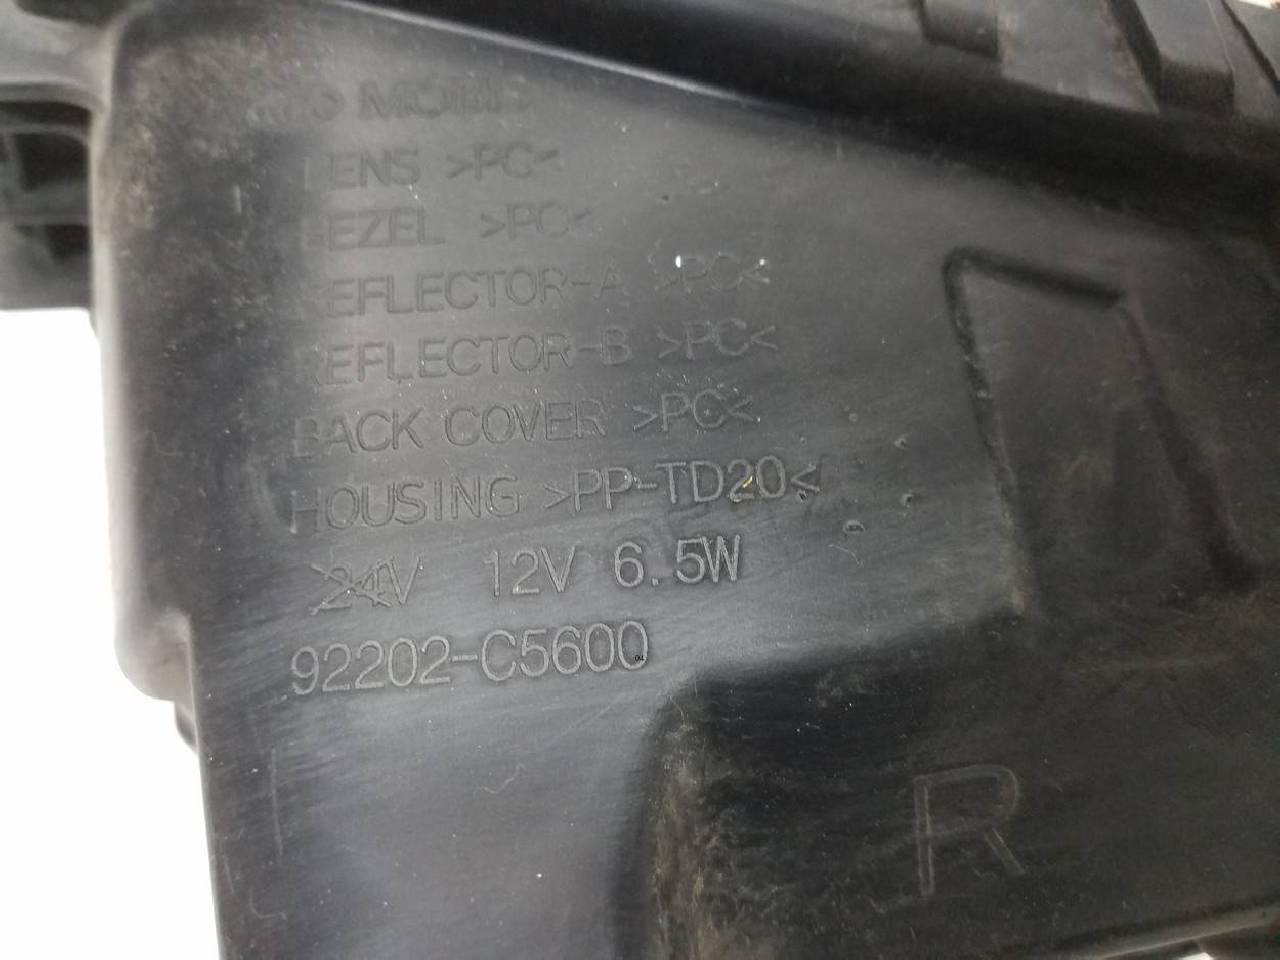 MOBIS
LENS >PC<
BEZEL >PC<
REFLECTOR-A >PC<
REFLECTOR-B >PC<
BACK COVER >PC<
HOUSING >PP-TD20<
24V 12V 6.5W
92202-C5600
R